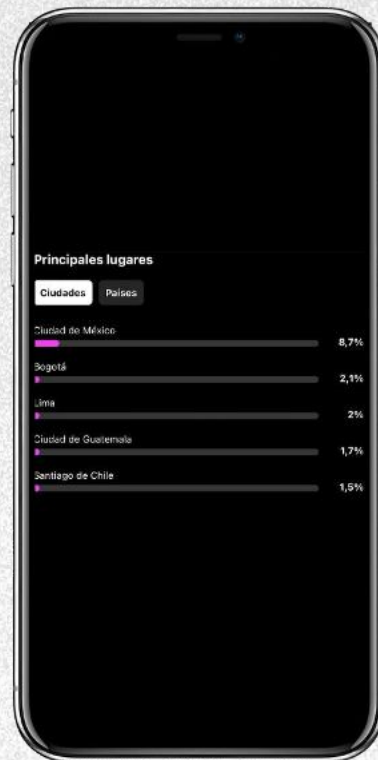 Principales lugares
Ciudades Países
Ciudad de México
8,7%
Bogotá
2,1%
Lima
2%
Ciudad de Guatemala
1,7%
Santiago de Chile
1,5%